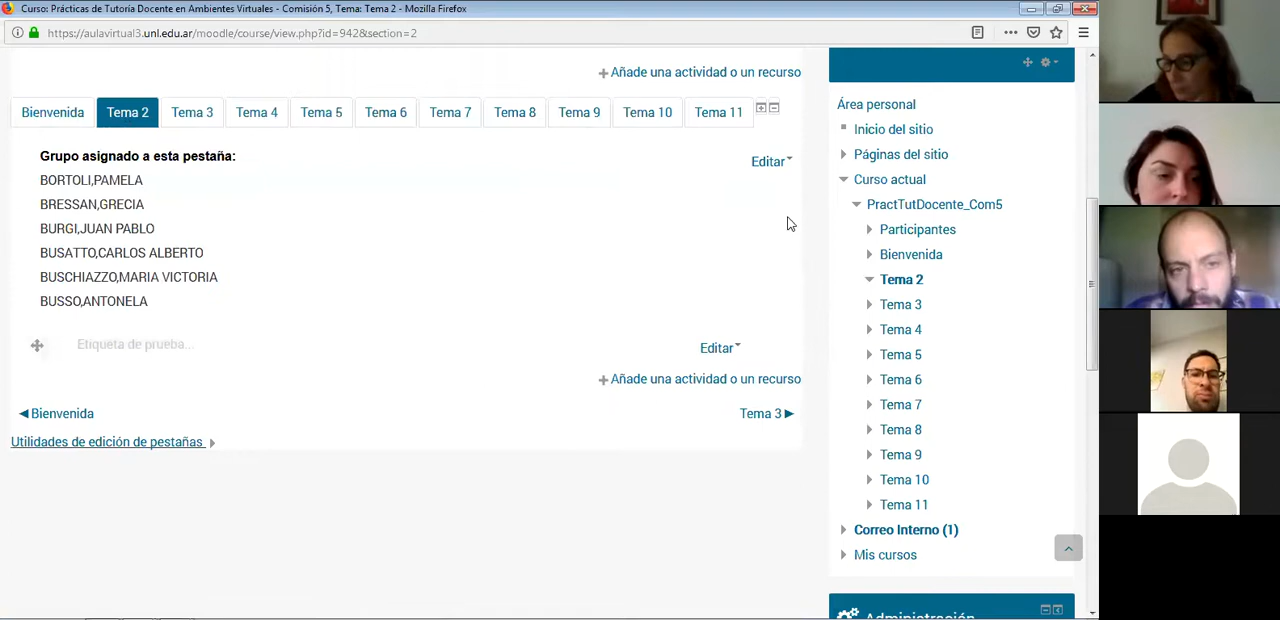 Curso: Prácticas de Tutoría Docente en Ambientes Virtuales - Comisión 5, Tema: Tema 2 - Mozilla Firefox
https://aulavirtual3.unl.edu.ar/moodle/course/view.php?id=942&section=2
Añade una actividad o un recurso
Bienvenida Tema 2 Tema 3 Tema 4 Tema 5 Tema 6 Tema 7 Tema 8 Tema 9 Tema 10 Tema 11
Grupo asignado a esta pestaña:
Editar
BORTOLI,PAMELA
BRESSAN,GRECIA
BURGI,JUAN PABLO
BUSATTO,CARLOS ALBERTO
BUSCHIAZZO,MARIA VICTORIA
BUSSO,ANTONELA
Etiqueta de prueba...
Editar
Añade una actividad o un recurso
Bienvenida
Tema 3
Utilidades de edición de pestañas
Área personal
Inicio del sitio
Páginas del sitio
Curso actual
PractTutDocente_Com5
Participantes
Bienvenida
Tema 2
Tema 3
Tema 4
Tema 5
Tema 6
Tema 7
Tema 8
Tema 9
Tema 10
Tema 11
Correo Interno (1)
Mis cursos
Administración